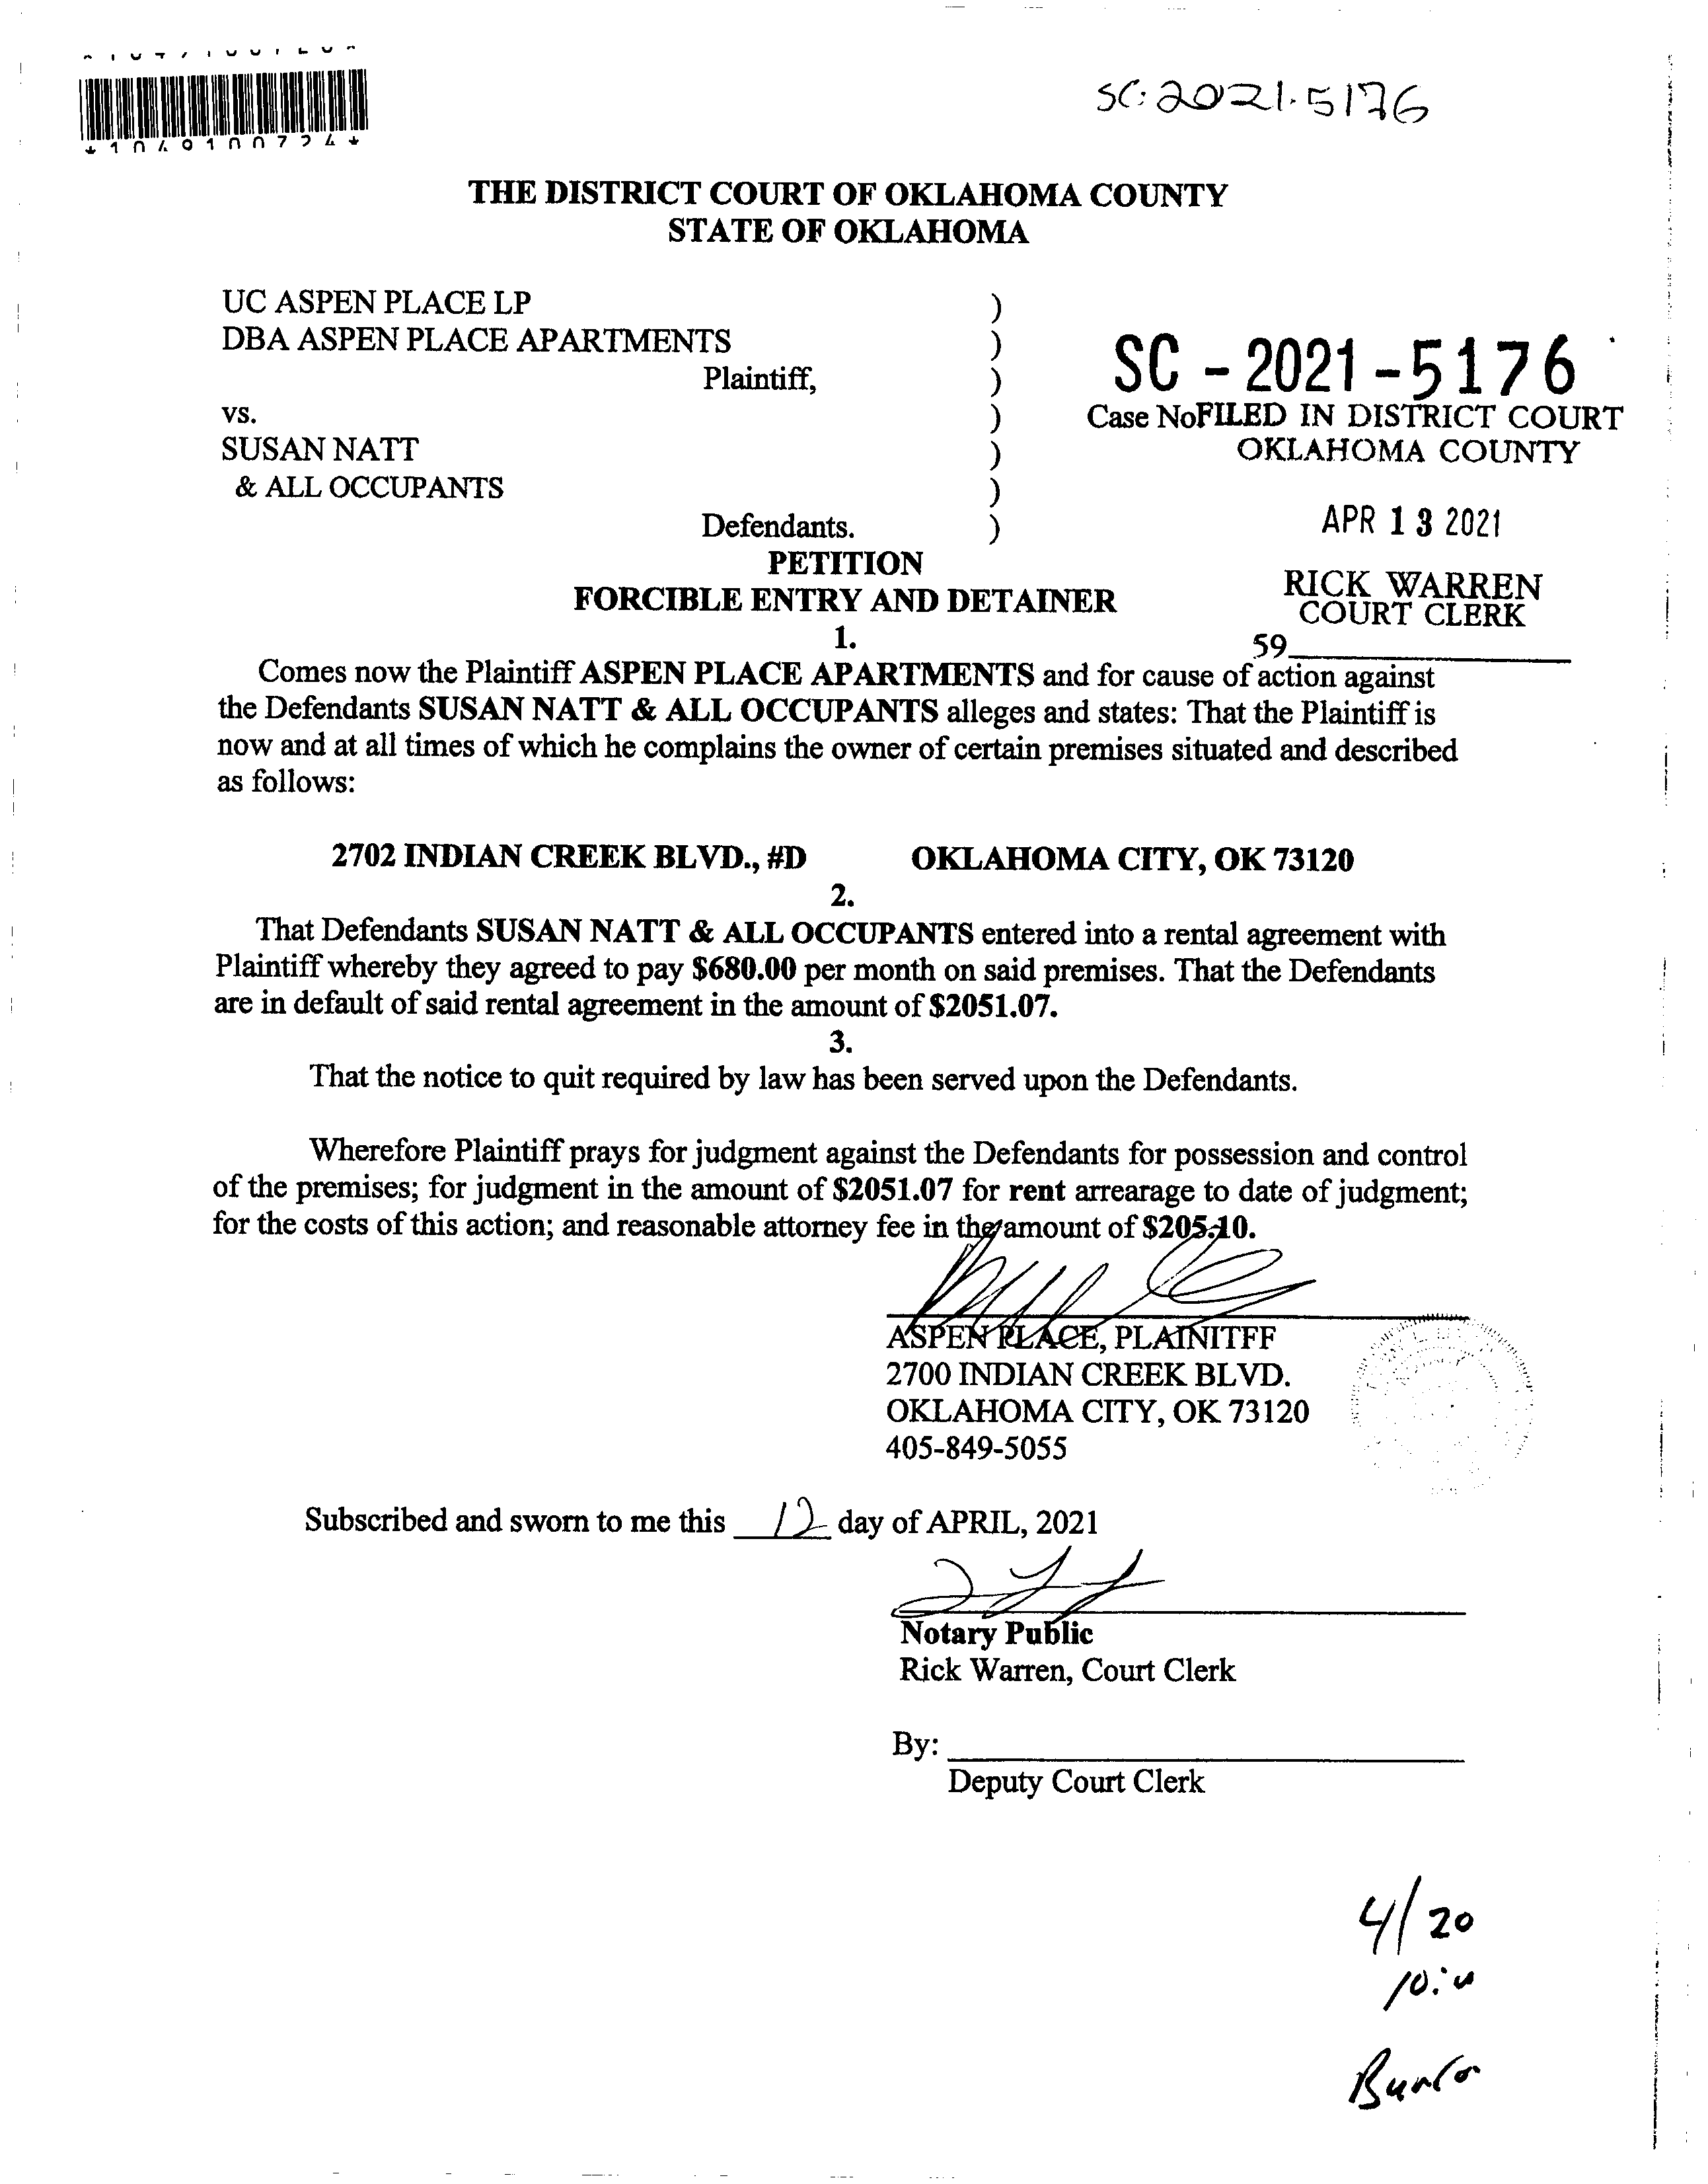 SC-2021-5176
*1049100724*
THE DISTRICT COURT OF OKLAHOMA COUNTY
STATE OF OKLAHOMA
UC ASPEN PLACE LP )
DBA ASPEN PLACE APARTMENTS )
Plaintiff, )
SC - 2021 - 5176
vs. )
Case No FILED IN DISTRICT COURT
SUSAN NATT )
OKLAHOMA COUNTY
& ALL OCCUPANTS )
Defendants. )
APR 13 2021
PETITION
FORCIBLE ENTRY AND DETAINER
RICK WARREN
COURT CLERK
1.
59
Comes now the Plaintiff ASPEN PLACE APARTMENTS and for cause of action against
the Defendants SUSAN NATT & ALL OCCUPANTS alleges and states: That the Plaintiff is
now and at all times of which he complains the owner of certain premises situated and described
as follows:
2702 INDIAN CREEK BLVD., #D OKLAHOMA CITY, OK 73120
2.
That Defendants SUSAN NATT & ALL OCCUPANTS entered into a rental agreement with
Plaintiff whereby they agreed to pay $680.00 per month on said premises. That the Defendants
are in default of said rental agreement in the amount of $2051.07.
3.
That the notice to quit required by law has been served upon the Defendants.
Wherefore Plaintiff prays for judgment against the Defendants for possession and control
of the premises; for judgment in the amount of $2051.07 for rent arrearage to date of judgment;
for the costs of this action; and reasonable attorney fee in the amount of $205.10.
ASPEN PLACE, PLAINITFF
2700 INDIAN CREEK BLVD.
OKLAHOMA CITY, OK 73120
405-849-5055
Subscribed and sworn to me this 12 day of APRIL, 2021
Notary Public
Rick Warren, Court Clerk
By:
Deputy Court Clerk
4/20